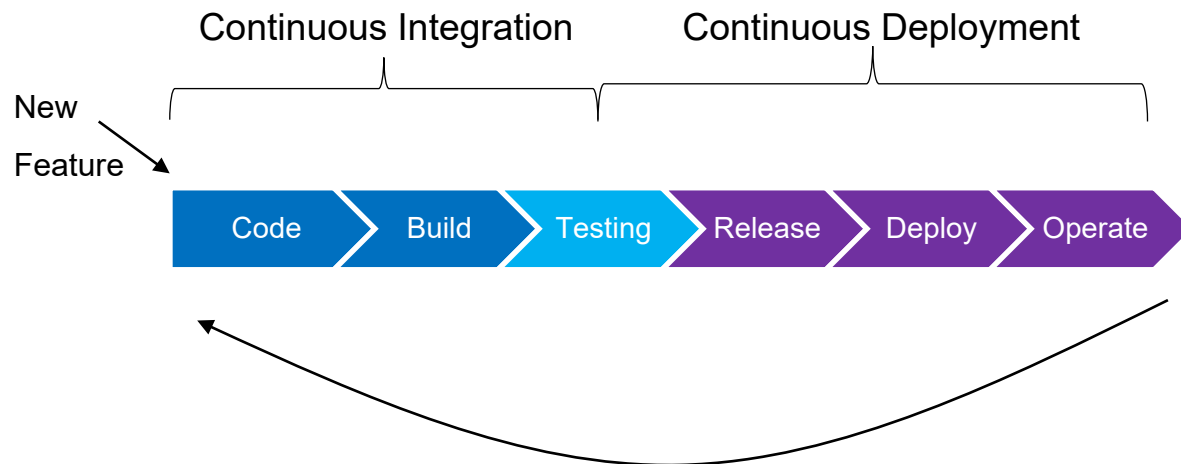 Continuous Integration
Continuous Deployment
New
Feature
Code
Build
Testing
Release
Deploy
Operate